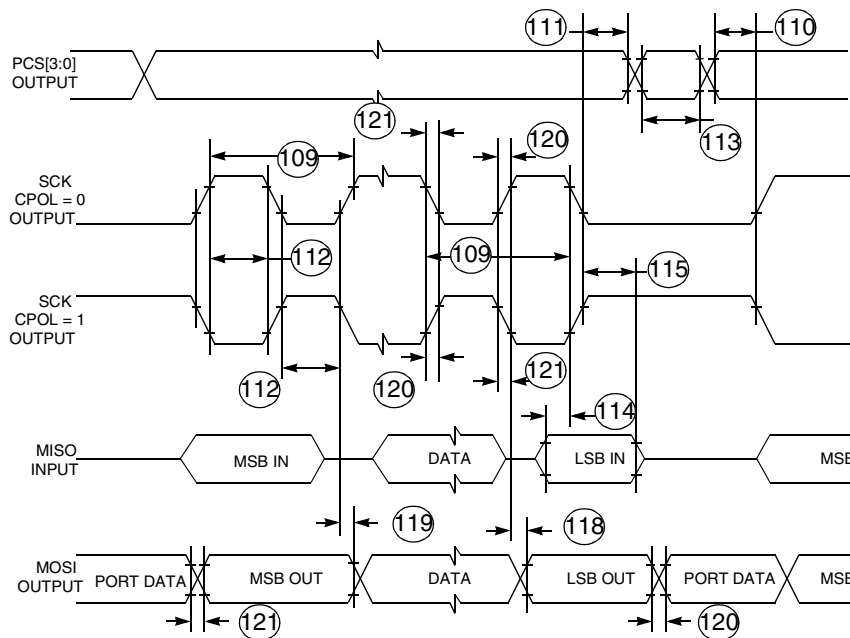 111
110
PCS[3:0]
OUTPUT
121
120
113
109
SCK
CPOL = 0
OUTPUT
112
109
115
SCK
CPOL = 1
OUTPUT
112
120
121
114
MISO
INPUT
MSB IN
DATA
LSB IN
MSB
119
118
MOSI
OUTPUT
PORT DATA
MSB OUT
DATA
LSB OUT
PORT DATA
MSB
121
120